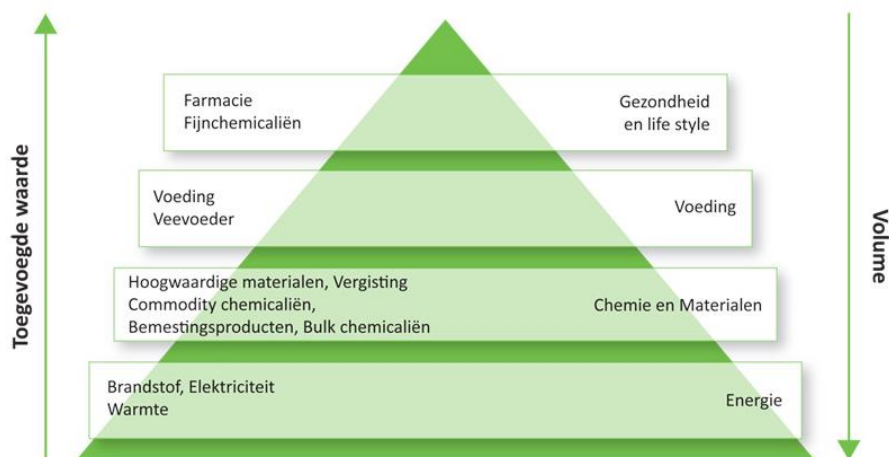 Toegevoegde waarde
Farmacie
Fijnchemicaliën
Gezondheid
en life style
Voeding
Veevoeder
Voeding
Hoogwaardige materialen, Vergisting
Commodity chemicaliën,
Bemestingsproducten, Bulk chemicaliën
Chemie en Materialen
Brandstof, Elektriciteit
Warmte
Energie
Volume